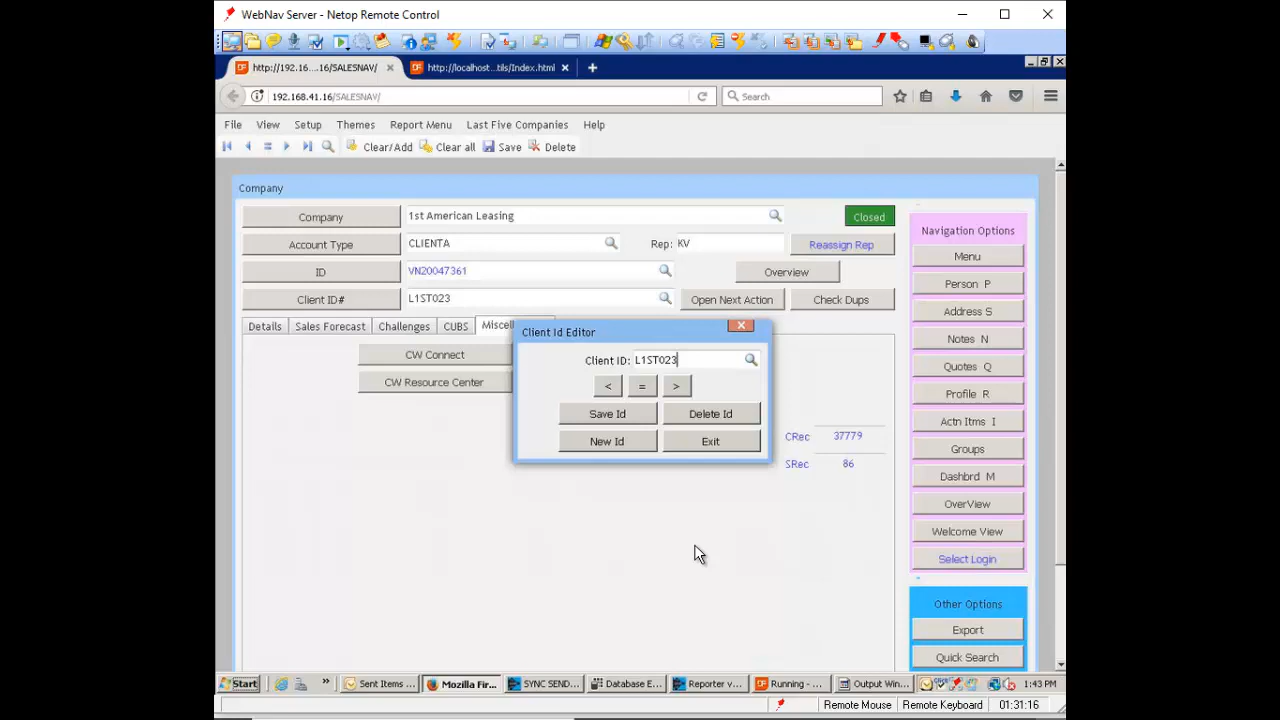 WebNav Server - Netop Remote Control
http://192.16....16/SALESNAV/
http://localhost...tils/Index.html
192.168.41.16/SALESNAV/
Search
File View Setup Themes Report Menu Last Five Companies Help
Clear/Add Clear all Save Delete
Company
Company 1st American Leasing Closed
Account Type CLIENTA Rep: KV Reassign Rep
ID VN20047361 Overview
Client ID# L1ST023 Open Next Action Check Dups
Details Sales Forecast Challenges CUBS Miscell
CW Connect
CW Resource Center
Client Id Editor
Client ID: L1ST023
< = >
Save Id Delete Id
New Id Exit
CRec 37779
SRec 86
Navigation Options
Menu
Person P
Address S
Notes N
Quotes Q
Profile R
Actn Itms I
Groups
Dashbrd M
OverView
Welcome View
Select Login
Other Options
Export
Quick Search
Start Sent Items ... Mozilla Fir... SYNC SEND... Database E... Reporter v... Running - ... Output Win... 1:43 PM
Remote Mouse Remote Keyboard 01:31:16